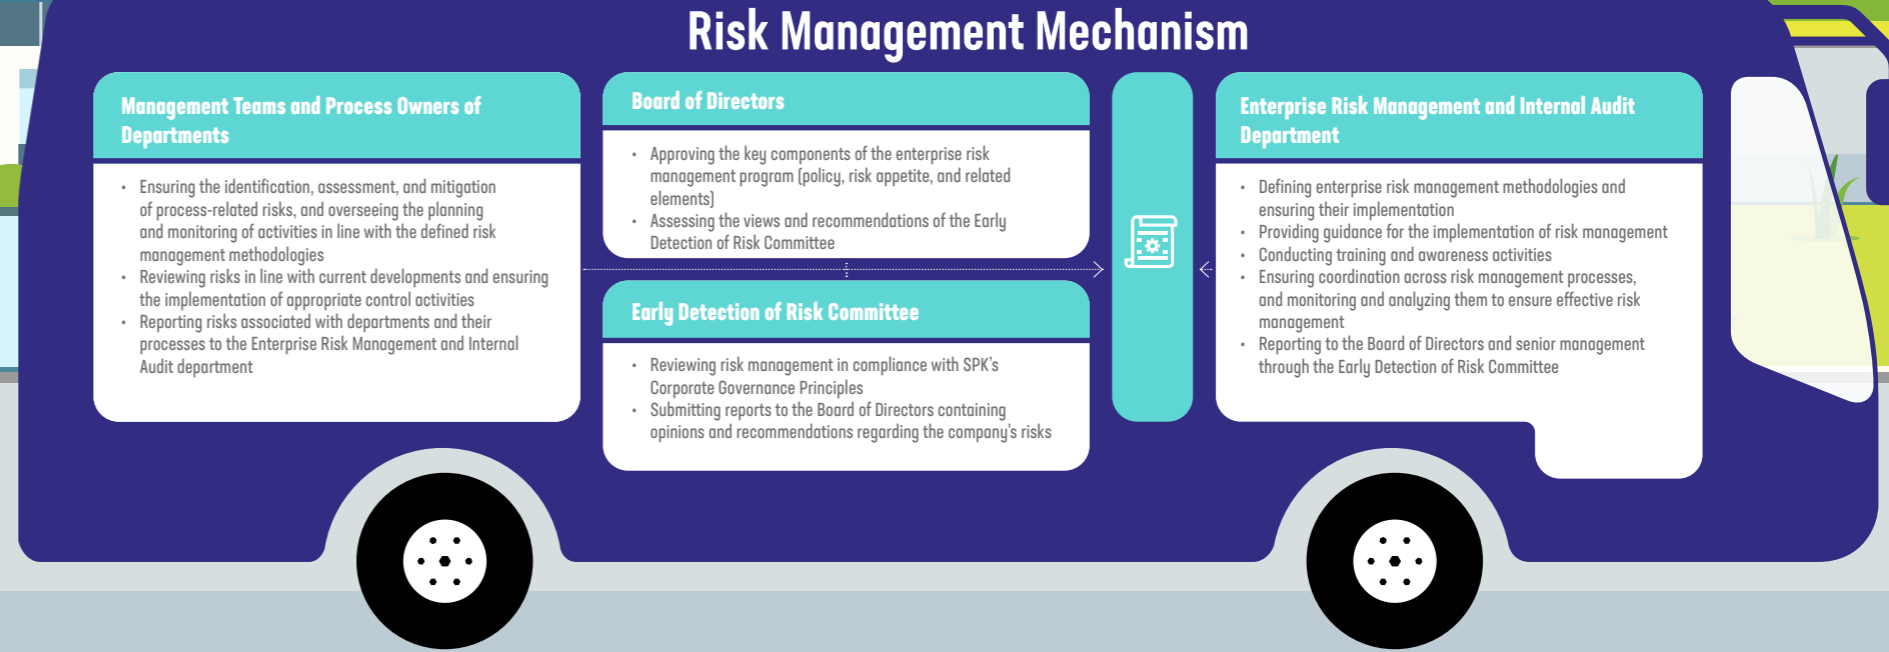 Risk Management Mechanism
Management Teams and Process Owners of
Departments
• Ensuring the identification, assessment, and mitigation
of process-related risks, and overseeing the planning
and monitoring of activities in line with the defined risk
management methodologies
• Reviewing risks in line with current developments and ensuring
the implementation of appropriate control activities
• Reporting risks associated with departments and their
processes to the Enterprise Risk Management and Internal
Audit department
Board of Directors
• Approving the key components of the enterprise risk
management program (policy, risk appetite, and related
elements)
• Assessing the views and recommendations of the Early
Detection of Risk Committee
Early Detection of Risk Committee
• Reviewing risk management in compliance with SPK's
Corporate Governance Principles
• Submitting reports to the Board of Directors containing
opinions and recommendations regarding the company's risks
Enterprise Risk Management and Internal Audit
Department
• Defining enterprise risk management methodologies and
ensuring their implementation
• Providing guidance for the implementation of risk management
• Conducting training and awareness activities
• Ensuring coordination across risk management processes,
and monitoring and analyzing them to ensure effective risk
management
• Reporting to the Board of Directors and senior management
through the Early Detection of Risk Committee